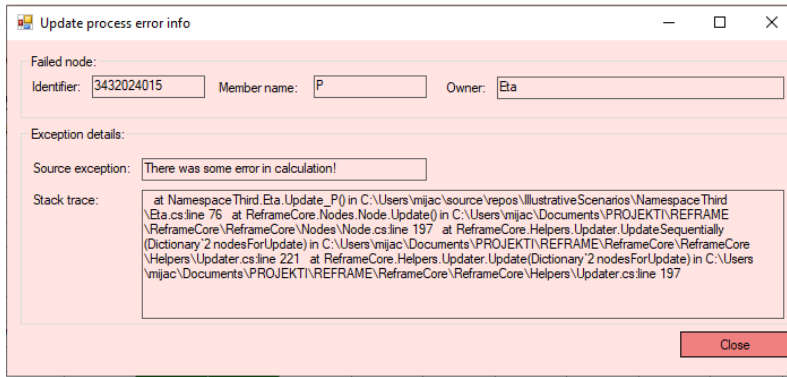 Update process error info
Failed node:
Identifier: 3432024015 Member name: P Owner: Eta
Exception details:
Source exception: There was some error in calculation!
Stack trace: at NamespaceThird.Eta.Update_P() in C:\Users\mijac\source\repos\IllustrativeScenarios\NamespaceThird
\Eta.cs:line 76 at ReframeCore.Nodes.Node.Update() in C:\Users\mijac\Documents\PROJEKTI\REFRAME
\ReframeCore\ReframeCore\Nodes\Node.cs:line 197 at ReframeCore.Helpers.Updater.UpdateSequentially
(Dictionary`2 nodesForUpdate) in C:\Users\mijac\Documents\PROJEKTI\REFRAME\ReframeCore\ReframeCore
\Helpers\Updater.cs:line 221 at ReframeCore.Helpers.Updater.Update(Dictionary`2 nodesForUpdate) in C:\Users
\mijac\Documents\PROJEKTI\REFRAME\ReframeCore\ReframeCore\Helpers\Updater.cs:line 197
Close